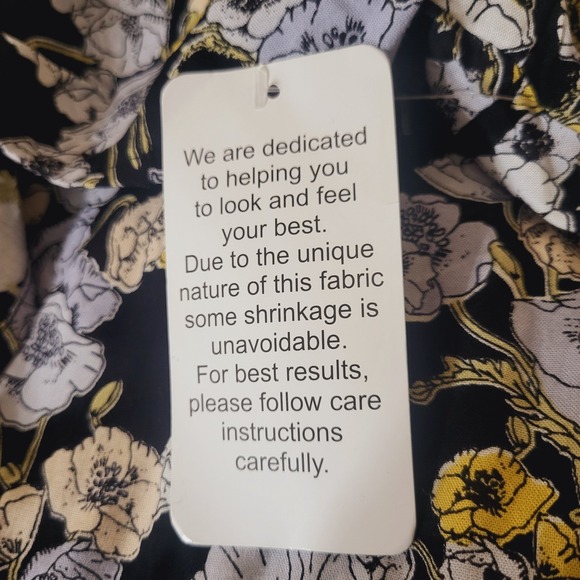 We are dedicated
to helping you
to look and feel
your best.
Due to the unique
nature of this fabric
some shrinkage is
unavoidable.
For best results,
please follow care
instructions
carefully.